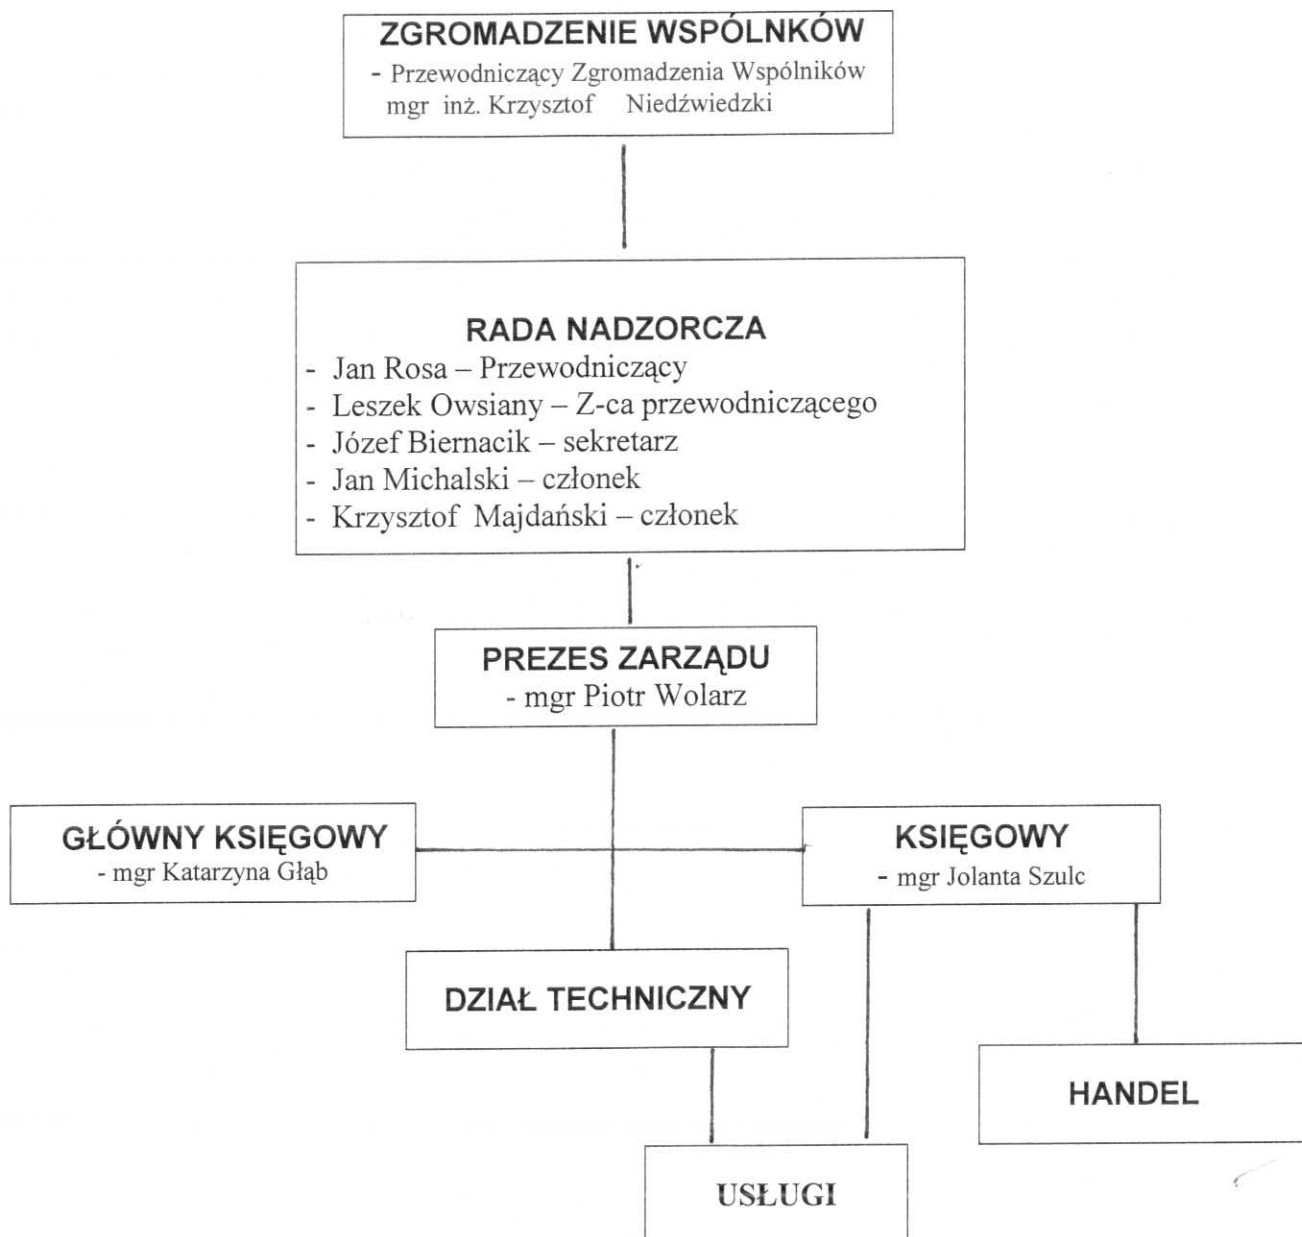 ZGROMADZENIE WSPÓLNKÓW
- Przewodniczący Zgromadzenia Wspólników
mgr inż. Krzysztof Niedźwiedzki
RADA NADZORCZA
- Jan Rosa – Przewodniczący
- Leszek Owsiany – Z-ca przewodniczącego
- Józef Biernacik – sekretarz
- Jan Michalski – członek
- Krzysztof Majdański – członek
PREZES ZARZĄDU
- mgr Piotr Wolarz
GŁÓWNY KSIĘGOWY
- mgr Katarzyna Głąb
KSIĘGOWY
- mgr Jolanta Szulc
DZIAŁ TECHNICZNY
HANDEL
USŁUGI